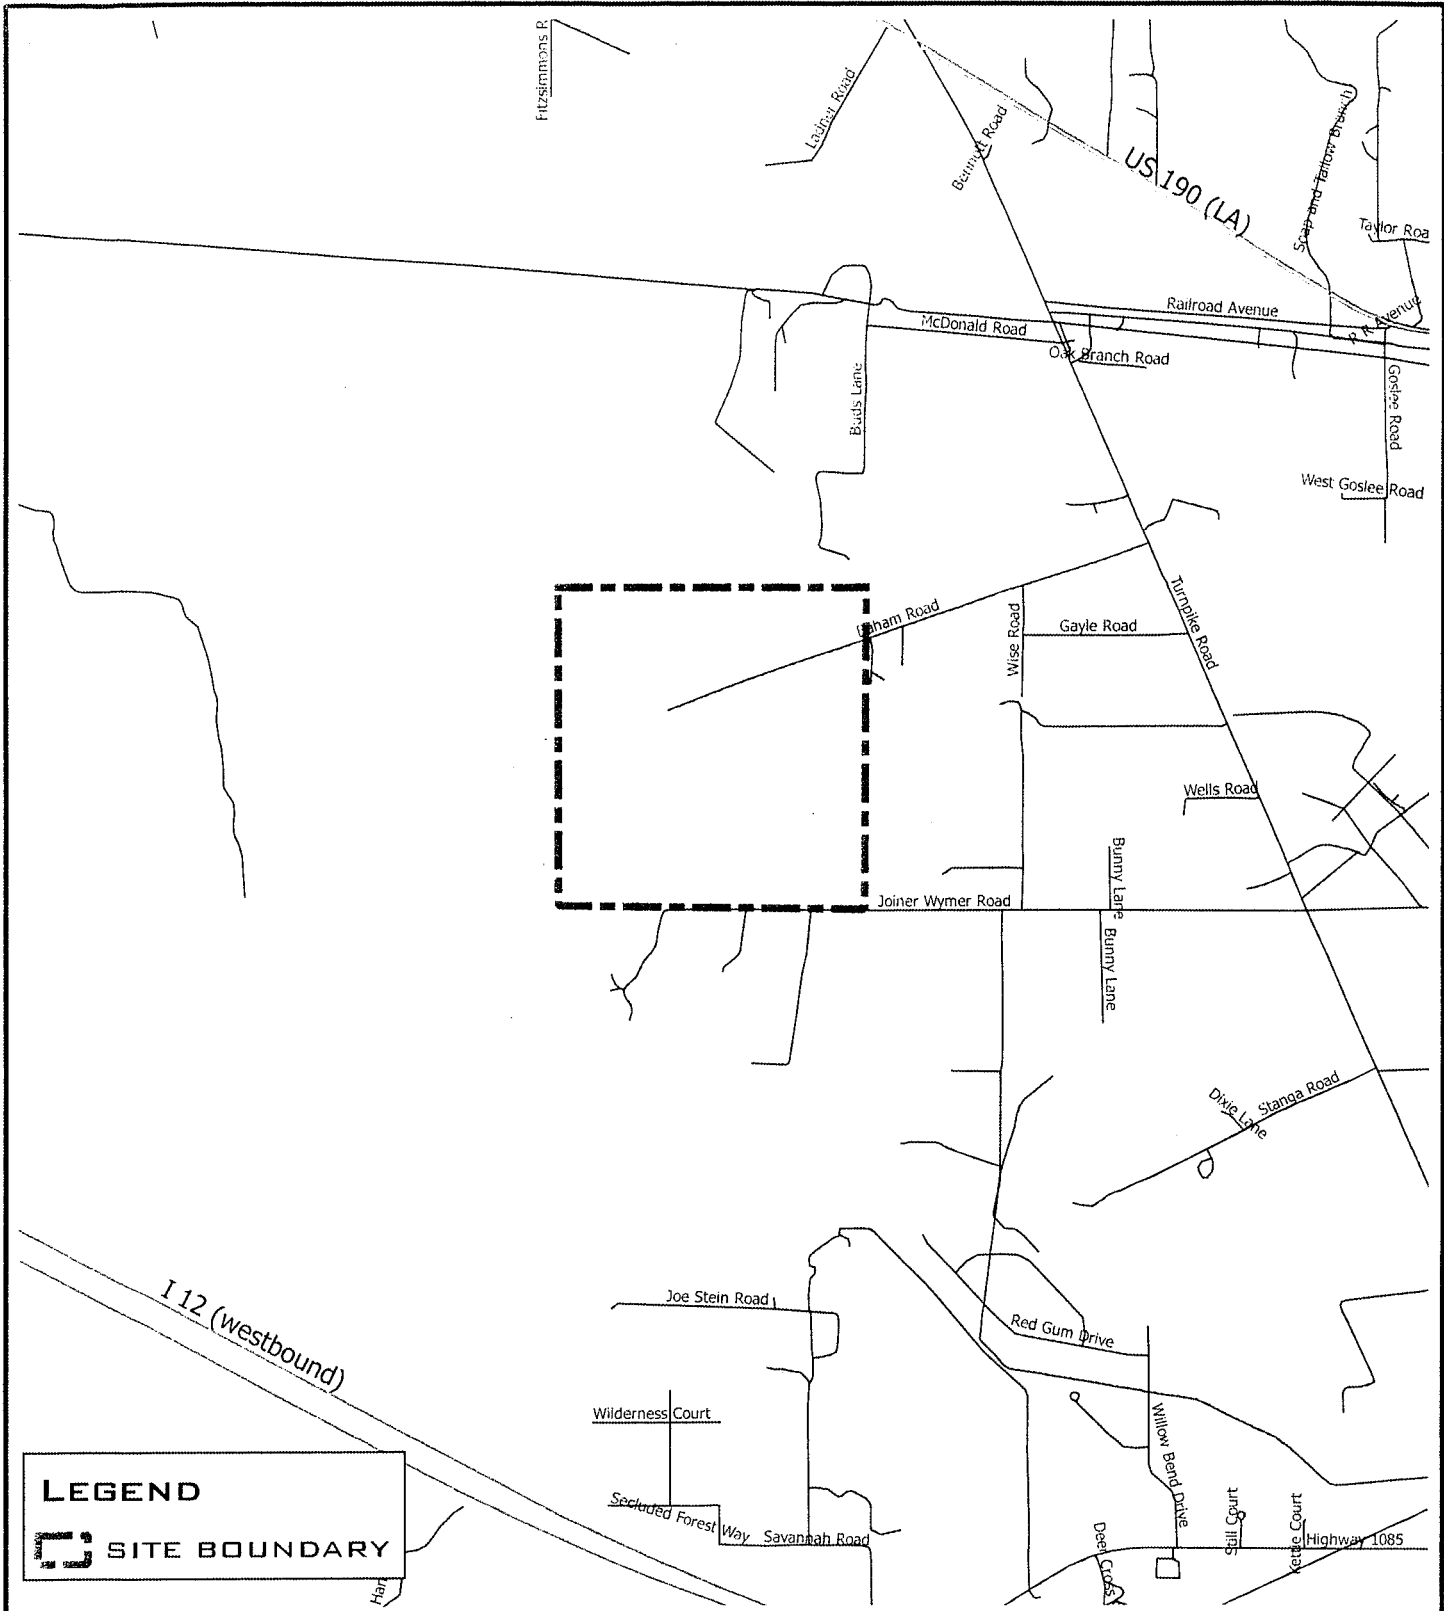 Fitzsimmons R
Ladner Road
Bennett Road
US 190 (LA)
Soap and Tallow Branch
Taylor Roa
Railroad Avenue
R R Avenue
McDonald Road
Oak Branch Road
Buds Lane
Goslee Road
West Goslee Road
Turnpike Road
Wise Road
Gayle Road
Wells Road
Bunny Lane
Joiner Wymer Road
Bunny Lane
Stanga Road
Dixie Lane
I 12 (westbound)
Joe Stein Road
Red Gum Drive
Wilderness Court
Willow Bend Drive
Secluded Forest Way
Savannah Road
Deer Cross
Still Court
Kettle Court
Highway 1085
Han
LEGEND
SITE BOUNDARY